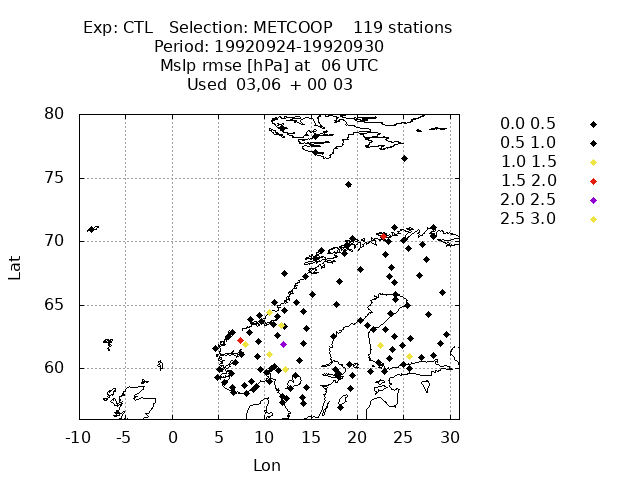 Exp: CTL Selection: METCOOP 119 stations
Period: 19920924-19920930
Mslp rmse [hPa] at 06 UTC
Used 03,06 + 00 03
80
75
70
65
60
Lat
-10 -5 0 5 10 15 20 25 30
Lon
0.0 0.5
0.5 1.0
1.0 1.5
1.5 2.0
2.0 2.5
2.5 3.0